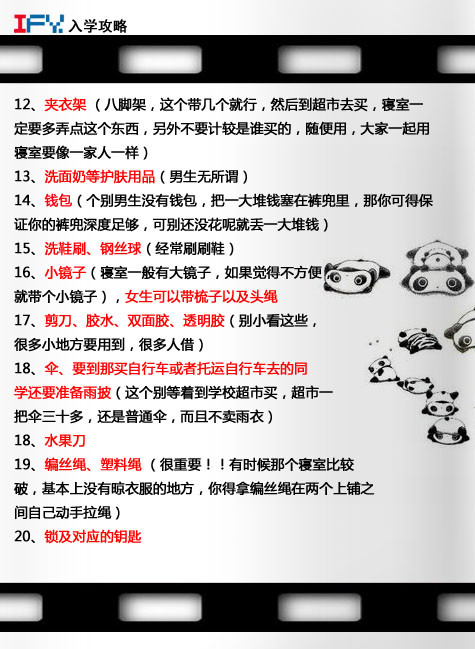 IFY. 入学攻略
12、夹衣架 （八脚架，这个带几个就行，然后到超市去买，寝室一
定要多弄点这个东西，另外不要计较是谁买的，随便用，大家一起用
寝室要像一家人一样）
13、洗面奶等护肤用品（男生无所谓）
14、钱包（个别男生没有钱包，把一大堆钱塞在裤兜里，那你可得保
证你的裤兜深度足够，可别还没花呢就丢一大堆钱）
15、洗鞋刷、钢丝球（经常刷刷鞋）
16、小镜子（寝室一般有大镜子，如果觉得不方便
就带个小镜子），女生可以带梳子以及头绳
17、剪刀、胶水、双面胶、透明胶（别小看这些，
很多小地方要用到，很多人借）
18、伞、要到那买自行车或者托运自行车去的同
学还要准备雨披（这个别等着到学校超市买，超市一
把伞三十多，还是普通伞，而且不卖雨衣）
18、水果刀
19、编丝绳、塑料绳 （很重要！！有时候那个寝室比较
破，基本上没有晾衣服的地方，你得拿编丝绳在两个上铺之
间自己动手拉绳）
20、锁及对应的钥匙